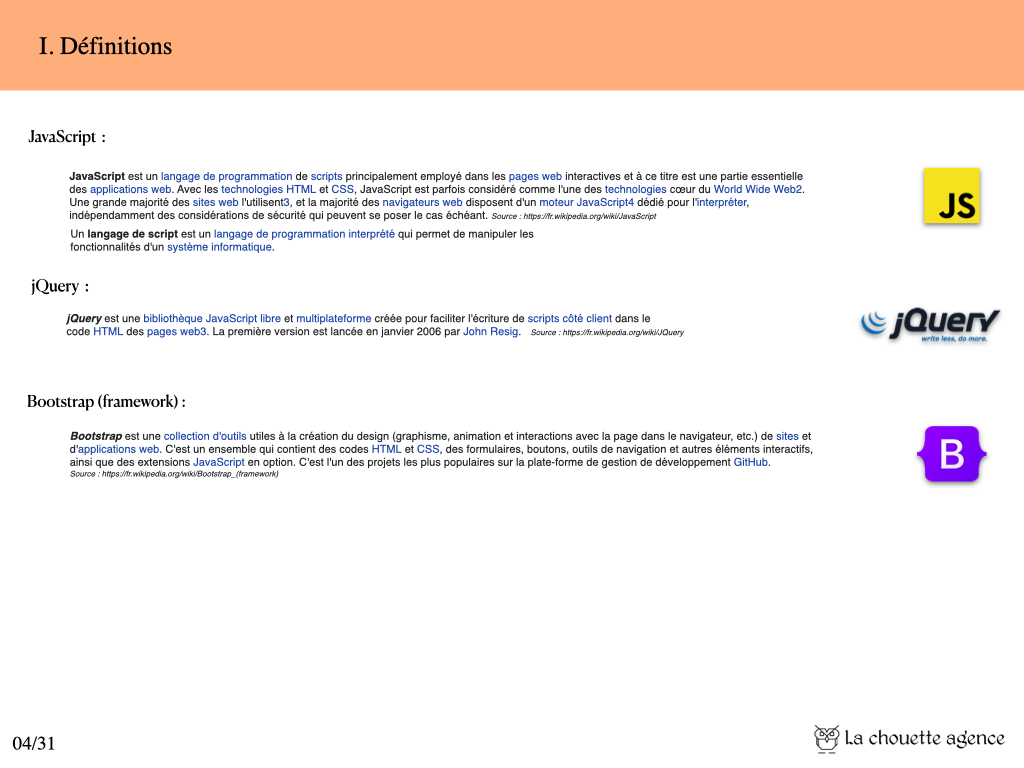 I. Définitions
JavaScript :
JavaScript est un langage de programmation de scripts principalement employé dans les pages web interactives et à ce titre est une partie essentielle
des applications web. Avec les technologies HTML et CSS, JavaScript est parfois considéré comme l'une des technologies cœur du World Wide Web2.
Une grande majorité des sites web l'utilisent3, et la majorité des navigateurs web disposent d'un moteur JavaScript4 dédié pour l'interpréter,
indépendamment des considérations de sécurité qui peuvent se poser le cas échéant. Source : https://fr.wikipedia.org/wiki/JavaScript
JS
Un langage de script est un langage de programmation interprété qui permet de manipuler les
fonctionnalités d'un système informatique.
jQuery :
jQuery est une bibliothèque JavaScript libre et multiplateforme créée pour faciliter l'écriture de scripts côté client dans le
code HTML des pages web3. La première version est lancée en janvier 2006 par John Resig. Source : https://fr.wikipedia.org/wiki/JQuery
jQuery
write less, do more.
Bootstrap (framework) :
Bootstrap est une collection d'outils utiles à la création du design (graphisme, animation et interactions avec la page dans le navigateur, etc.) de sites et
d'applications web. C'est un ensemble qui contient des codes HTML et CSS, des formulaires, boutons, outils de navigation et autres éléments interactifs,
ainsi que des extensions JavaScript en option. C'est l'un des projets les plus populaires sur la plate-forme de gestion de développement GitHub.
Source : https://fr.wikipedia.org/wiki/Bootstrap_(framework)
B
04/31
La chouette agence